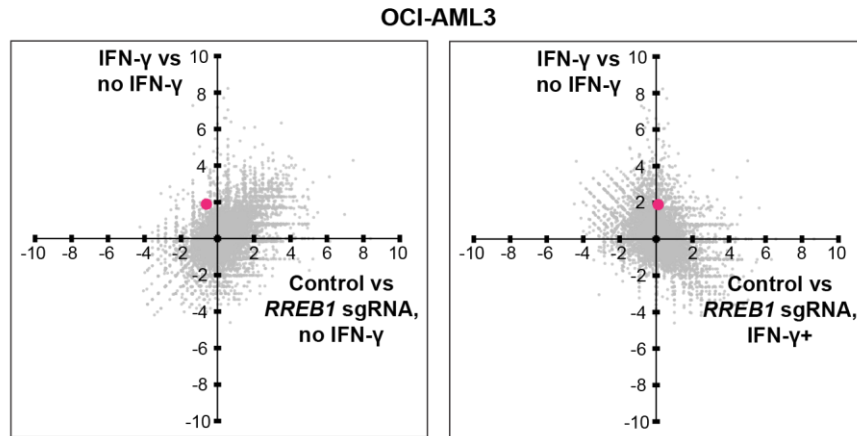 OCI-AML3
IFN-γ vs
no IFN-γ
10
8
6
4
2
-10 -8 -6 -4 -2 0 2 4 6 8 10
-2
-4
-6
-8
-10
Control vs
RREB1 sgRNA,
no IFN-γ
IFN-γ vs
no IFN-γ
10
8
6
4
2
-10 -8 -6 -4 -2 0 2 4 6 8 10
-2
-4
-6
-8
-10
Control vs
RREB1 sgRNA,
IFN-γ+